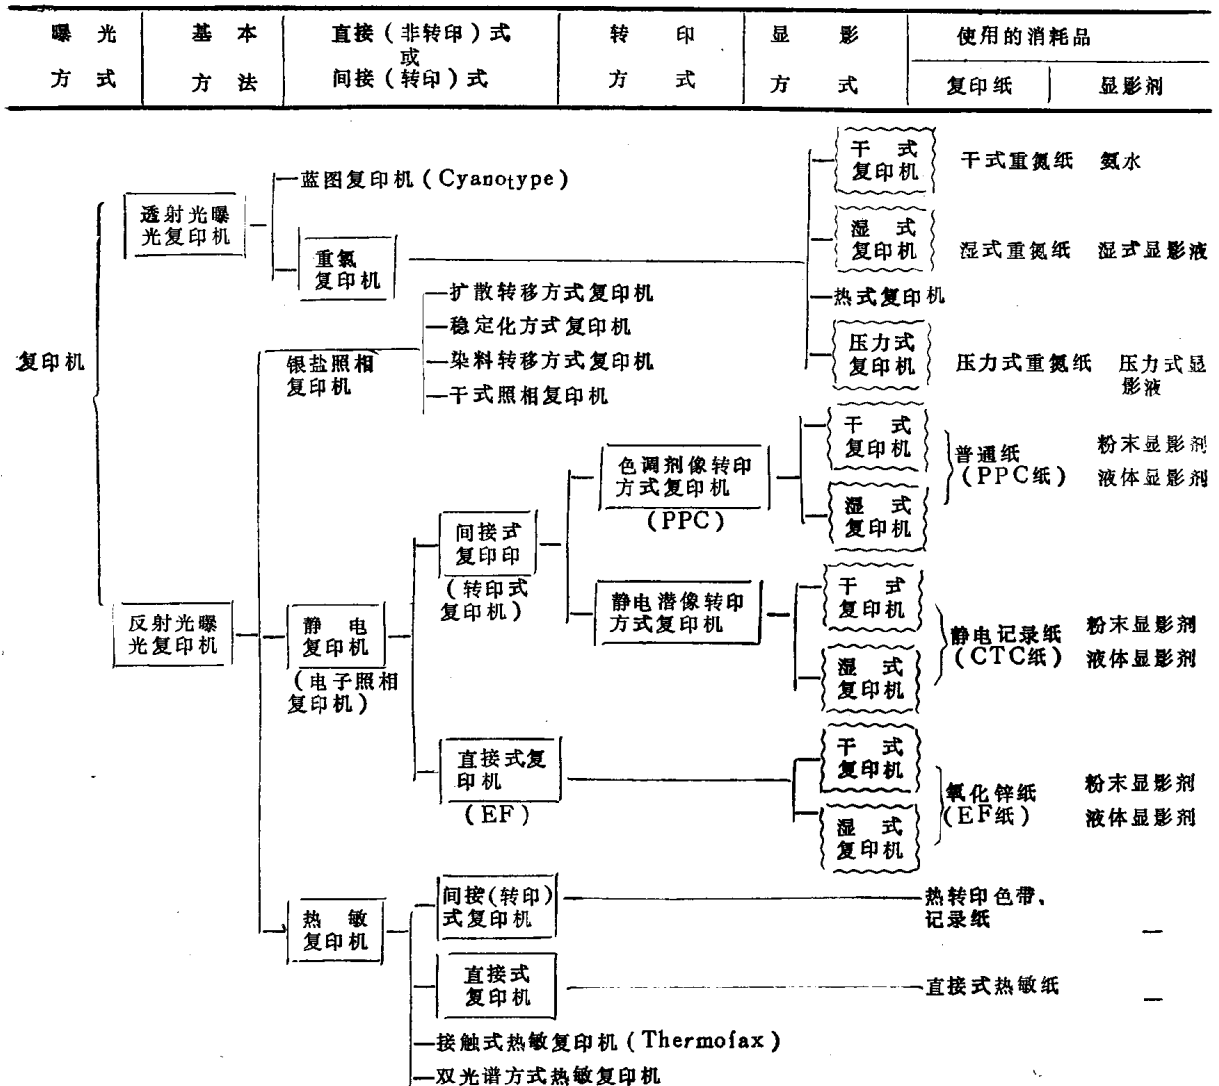 曝光 基本 直接(非转印)式 转印 显影 使用的消耗品
或
方式 方法 间接(转印)式 方式 方式 复印纸 显影剂
干式 干式重氮纸 氨水
复印机
蓝图复印机(Cyanotype)
透射光曝
光复印机
湿式
复印机 湿式重氮纸 湿式显影液
重氮
复印机
扩散转移方式复印机 热式复印机
稳定化方式复印机
复印机 银盐照相 染料转移方式复印机 压力式 压力式重氮纸 压力式显
复印机 复印机 影液
干式照相复印机
干式
复印机 普通纸 粉末显影剂
色调剂像转印 (PPC纸) 液体显影剂
方式复印机
(PPC) 湿式
复印机
间接式
复印印
(转印式
复印机)
静电潜像转印 干式
方式复印机 复印机
反射光曝 静电 静电记录纸 粉末显影剂
光复印机 复印机 (CTC纸) 液体显影剂
(电子照相 湿式
复印机) 复印机
直接式复 干式
印机 复印机
(EF) 氧化锌纸 粉末显影剂
(EF纸) 液体显影剂
湿式
复印机
间接(转印) 热转印色带,
式复印机 记录纸 —
热敏
复印机
直接式 直接式热敏纸 —
复印机
接触式热敏复印机(Thermofax)
双光谱方式热敏复印机